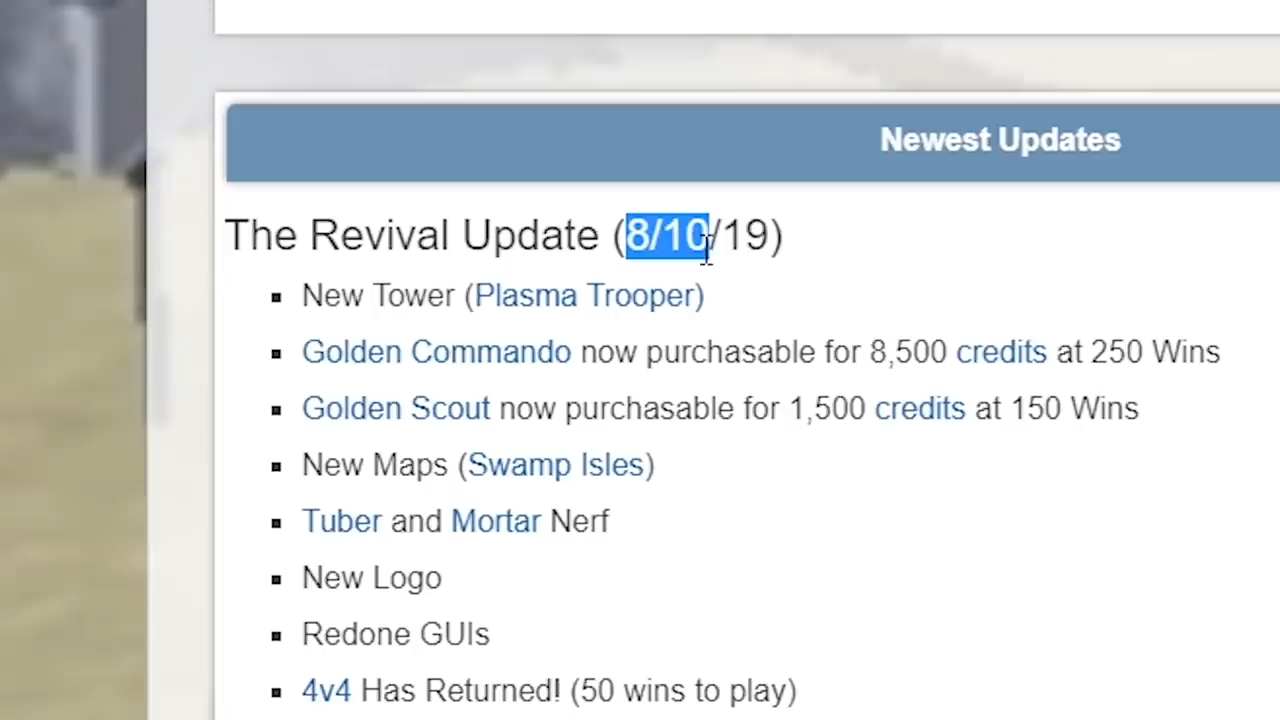 Newest Updates
The Revival Update (8/10/19)
New Tower (Plasma Trooper)
Golden Commando now purchasable for 8,500 credits at 250 Wins
Golden Scout now purchasable for 1,500 credits at 150 Wins
New Maps (Swamp Isles)
Tuber and Mortar Nerf
New Logo
Redone GUIs
4v4 Has Returned! (50 wins to play)